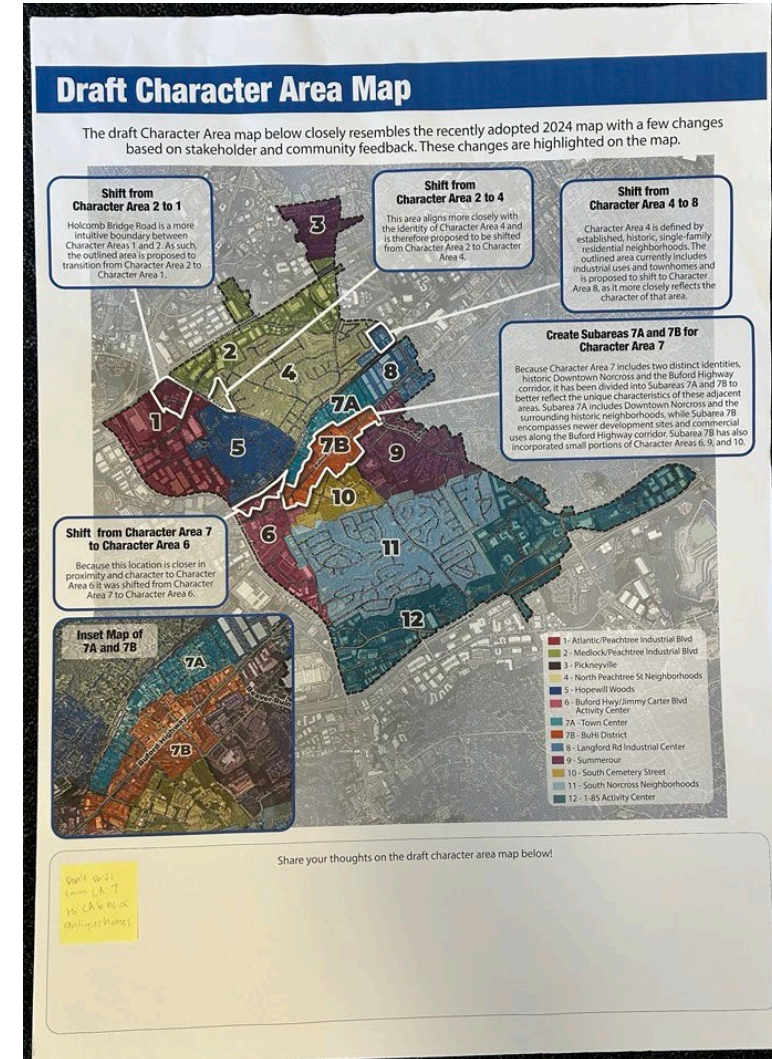 Draft Character Area Map
The draft Character Area map below closely resembles the recently adopted 2024 map with a few changes
based on stakeholder and community feedback. These changes are highlighted on the map.
Shift from
Character Area 2 to 1
Holcomb Bridge Road is a more
intuitive boundary between
Character Areas 1 and 2. As such,
the outlined area is proposed to
transition from Character Area 2 to
Character Area 1.
Shift from
Character Area 2 to 4
This area aligns more closely with
the identity of Character Area 4 and
is therefore proposed to be shifted
from Character Area 2 to Character
Area 4.
Shift from
Character Area 4 to 8
Character Area 4 is defined by
established, historic, single-family
residential neighborhoods. The
outlined area currently includes
industrial uses and townhomes and
is proposed to shift to Character
Area 8, as it more closely reflects the
character of that area.
Create Subareas 7A and 7B for
Character Area 7
Because Character Area 7 includes two distinct identities,
historic Downtown Norcross and the Buford Highway
corridor, it has been divided into Subareas 7A and 7B to
better reflect the unique characteristics of these adjacent
areas. Subarea 7A includes Downtown Norcross and the
surrounding historic neighborhoods, while Subarea 7B
encompasses newer development sites and commercial
uses along the Buford Highway corridor. Subarea 7B has also
incorporated small portions of Character Areas 6, 9, and 10.
3
2
4
8
7A
1
5
7B
9
10
6
11
12
Shift from Character Area 7
to Character Area 6
Because this location is closer in
proximity and character to Character
Area 6 it was shifted from Character
Area 7 to Character Area 6.
Inset Map of
7A and 7B
7A
Buford Highway
7B
1- Atlantic/Peachtree Industrial Blvd
2 - Medlock/Peachtree Industrial Blvd
3 - Pickneyville
4 - North Peachtree St Neighborhoods
5 - Hopewill Woods
6 - Buford Hwy/Jimmy Carter Blvd
Activity Center
7A - Town Center
7B - BuHi District
8 - Langford Rd Industrial Center
9 - Summerour
10 - South Cemetery Street
11 - South Norcross Neighborhoods
12 - 1-85 Activity Center
Share your thoughts on the draft character area map below!
Don't shift
from CA 7
to CA 6 bc of
antique homes